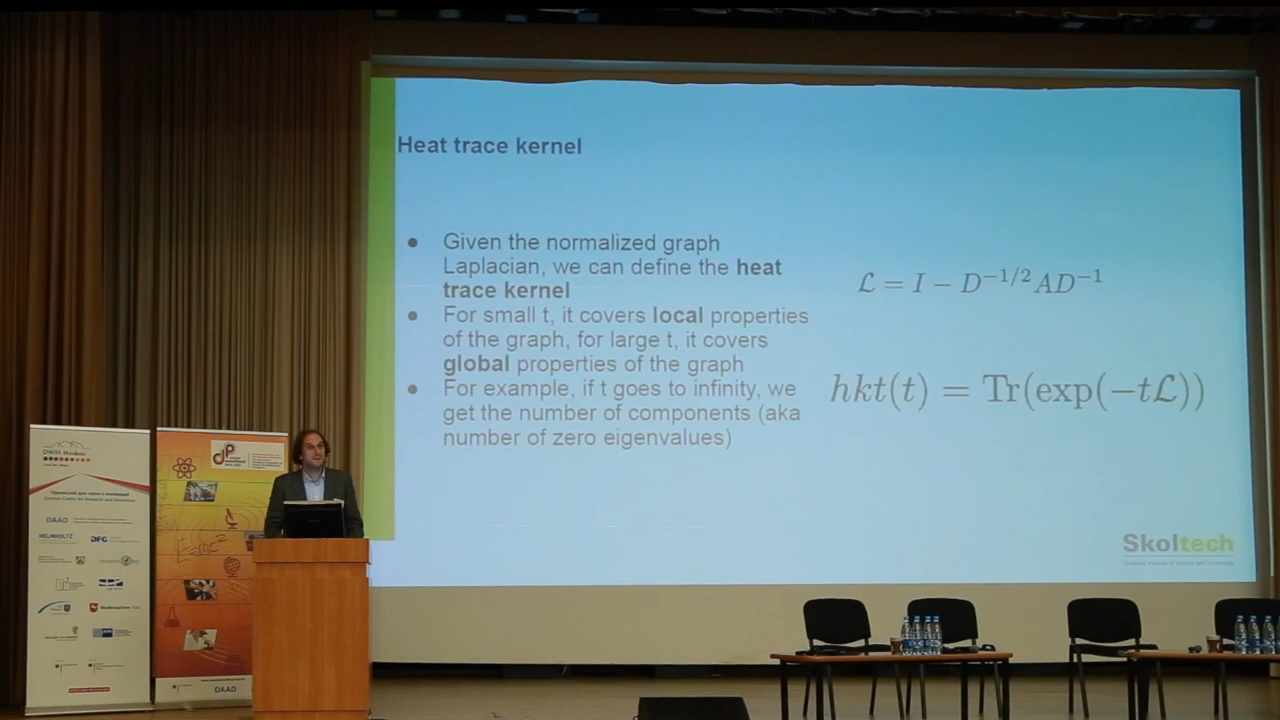 Heat trace kernel
● Given the normalized graph
Laplacian, we can define the heat
trace kernel
● For small t, it covers local properties
of the graph, for large t, it covers
global properties of the graph
● For example, if t goes to infinity, we
get the number of components (aka
number of zero eigenvalues)
ℒ = I − D^{−1/2} A D^{−1}
hkt(t) = Tr(exp(−tℒ))
Skoltech
DWIH Moskau
DAAD
HELMHOLTZ
DFG
E=mc²
DAAD